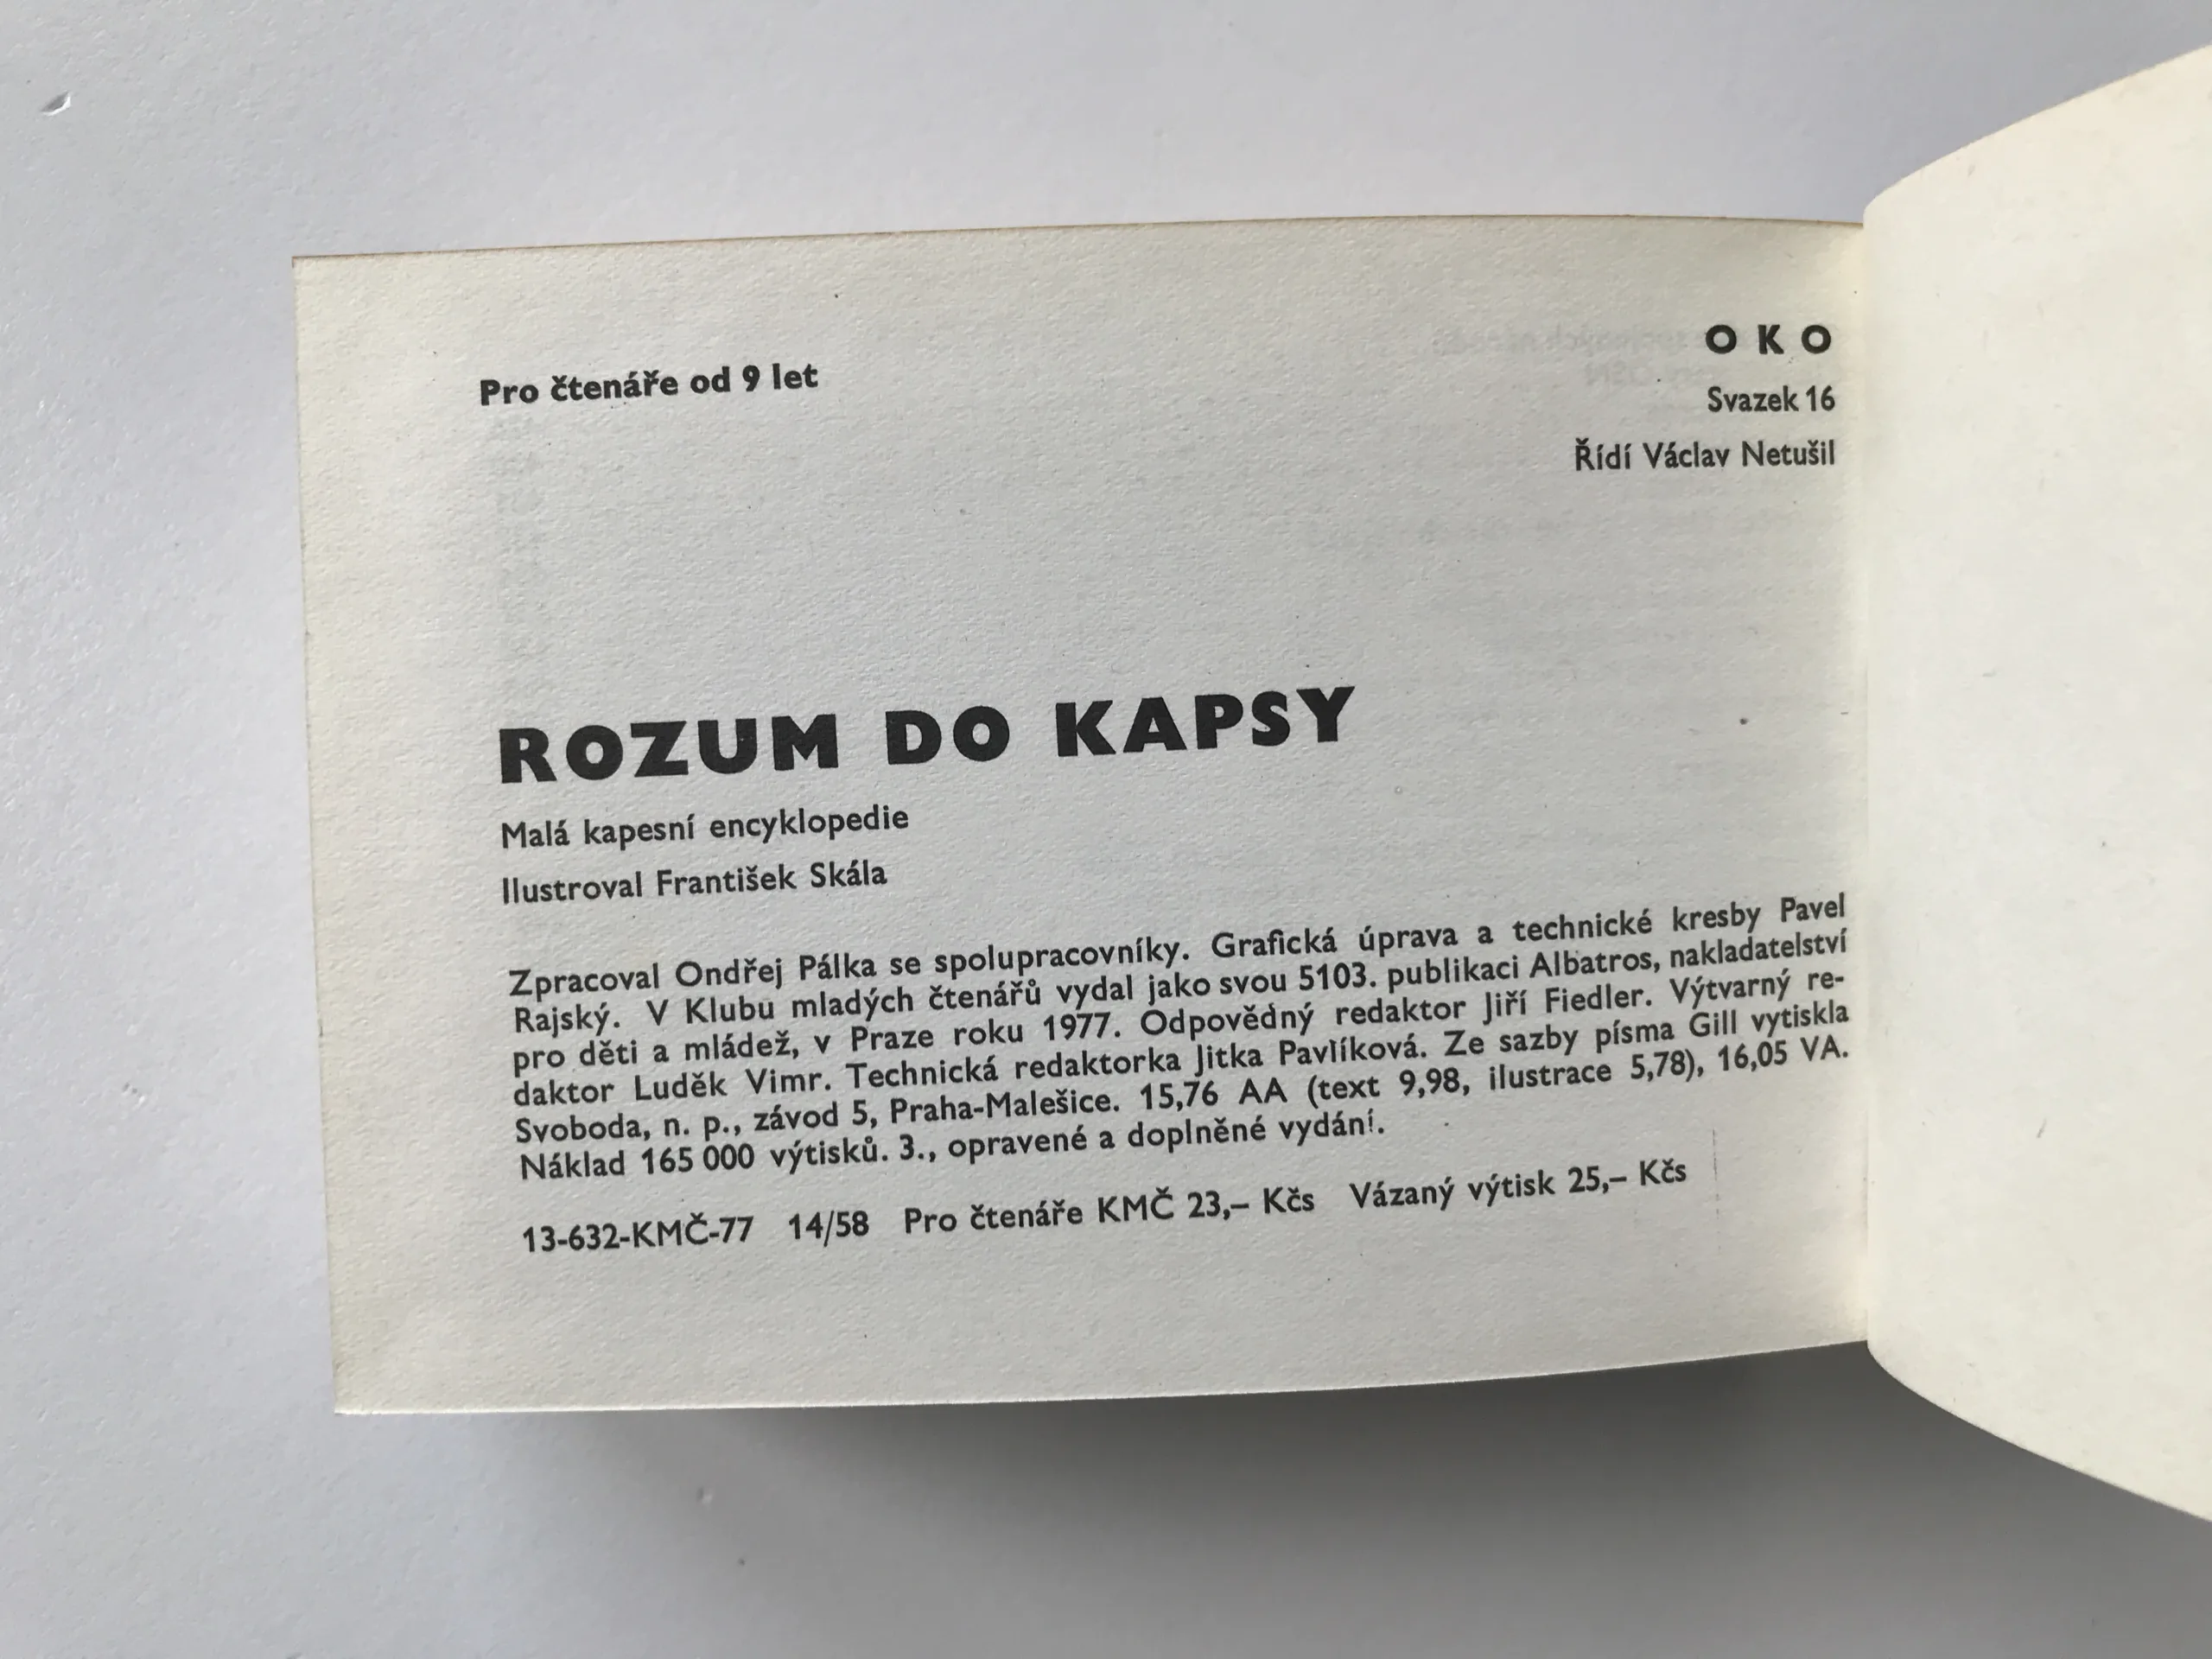 Pro čtenáře od 9 let
OKO
Svazek 16
Řídí Václav Netušil
ROZUM DO KAPSY
Malá kapesní encyklopedie
Ilustroval František Skála
Zpracoval Ondřej Pálka se spolupracovníky. Grafická úprava a technické kresby Pavel
Rajský. V Klubu mladých čtenářů vydal jako svou 5103. publikaci Albatros, nakladatelství
pro děti a mládež, v Praze roku 1977. Odpovědný redaktor Jiří Fiedler. Výtvarný re-
daktor Luděk Vimr. Technická redaktorka Jitka Pavlíková. Ze sazby písma Gill vytiskla
Svoboda, n. p., závod 5, Praha-Malešice. 15,76 AA (text 9,98, ilustrace 5,78), 16,05 VA.
Náklad 165 000 výtisků. 3., opravené a doplněné vydání.
13-632-KMČ-77 14/58 Pro čtenáře KMČ 23,– Kčs Vázaný výtisk 25,– Kčs